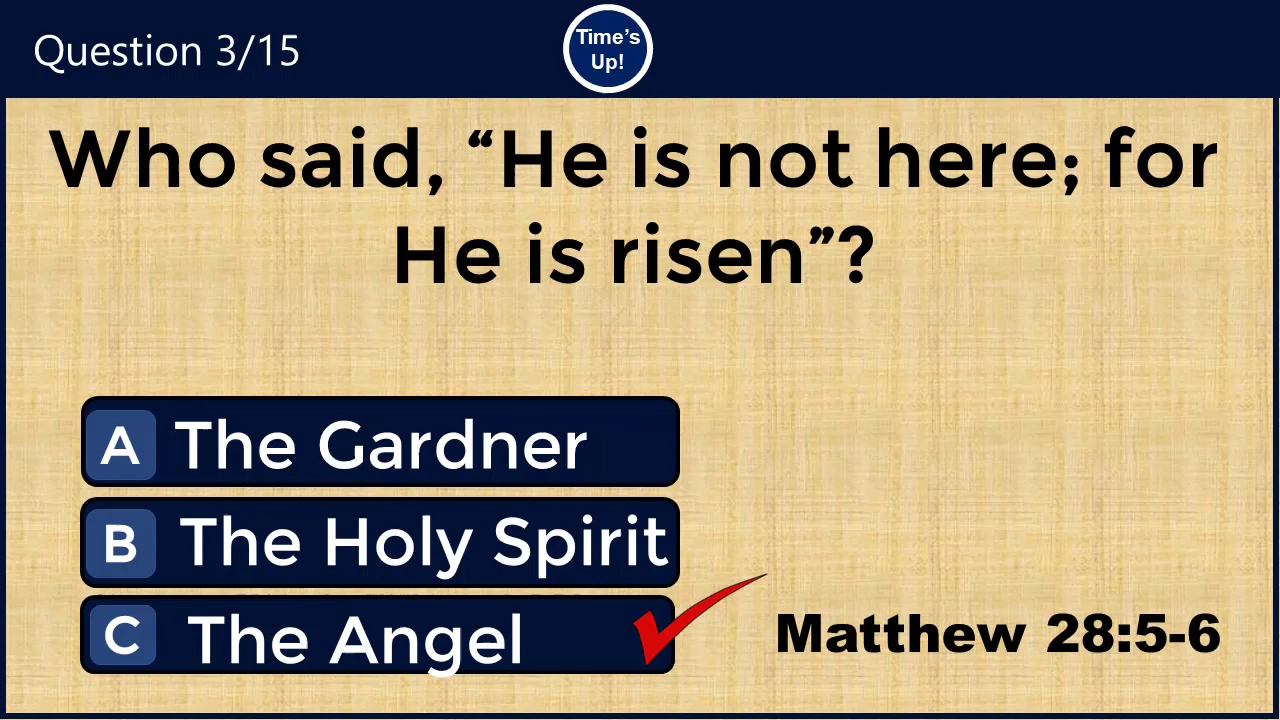 Question 3/15
Time's
Up!
Who said, “He is not here; for
He is risen”?
A The Gardner
B The Holy Spirit
C The Angel
Matthew 28:5-6